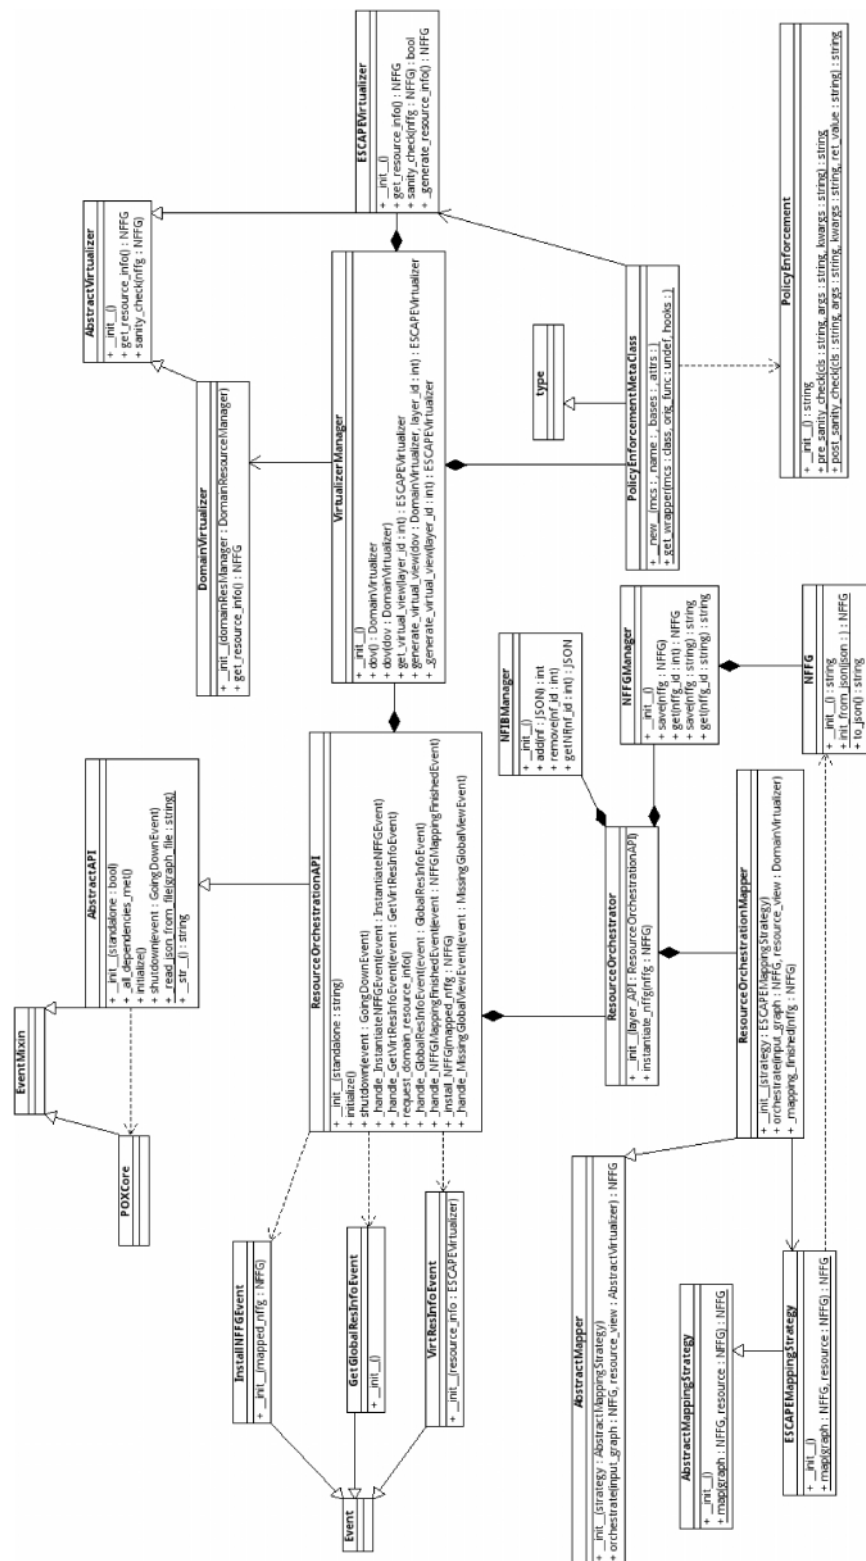 EventMixin
POXCore
AbstractAPI
+ __init__(standalone : bool)
+ _all_dependencies_met()
+ initialize()
+ shutdown(event : GoingDownEvent)
+ read_json_from_file(graph_file : string)
+ __str__() : string
AbstractVirtualizer
+ __init__()
+ get_resource_info() : NFFG
+ sanity_check(nffg : NFFG)
DomainVirtualizer
+ __init__(domainResManager : DomainResourceManager)
+ get_resource_info() : NFFG
InstallNFFGEvent
+ __init__(mapped_nffg : NFFG)
GetGlobalResInfoEvent
+ __init__()
VirtResInfoEvent
+ __init__(resource_info : ESCAPEVirtualizer)
Event
ResourceOrchestrationAPI
+ __init__(standalone : string)
+ initialize()
+ shutdown(event : GoingDownEvent)
+ _handle_InstantiateNFFGEvent(event : InstantiateNFFGEvent)
+ _handle_GetVirtResInfoEvent(event : GetVirtResInfoEvent)
+ request_domain_resource_info()
+ _handle_GlobalResInfoEvent(event : GlobalResInfoEvent)
+ _handle_NFFGMappingFinishedEvent(event : NFFGMappingFinishedEvent)
+ _install_NFFG(mapped_nffg : NFFG)
+ _handle_MissingGlobalViewEvent(event : MissingGlobalViewEvent)
VirtualizerManager
+ __init__()
+ dov() : DomainVirtualizer
+ dov(dov : DomainVirtualizer)
+ get_virtual_view(layer_id : int) : ESCAPEVirtualizer
+ generate_virtual_view(dov : DomainVirtualizer, layer_id : int) : ESCAPEVirtualizer
+ _generate_virtual_view(layer_id : int) : ESCAPEVirtualizer
ESCAPEVirtualizer
+ __init__()
+ get_resource_info() : NFFG
+ sanity_check(nffg : NFFG) : bool
+ _generate_resource_info() : NFFG
type
NFIBManager
+ __init__()
+ add(nf : JSON) : int
+ remove(nf_id : int)
+ getNF(nf_id : int) : JSON
PolicyEnforcementMetaClass
+ __new__(mcs : , name : , bases : , attrs : )
+ get_wrapper(mcs : class, orig_func : undef, hooks : )
NFFGManager
+ __init__()
+ save(nffg : NFFG)
+ get(nffg_id : int) : NFFG
+ save(nffg : string) : string
+ get(nffg_id : string) : string
ResourceOrchestrator
+ __init__(layer_API : ResourceOrchestrationAPI)
+ instantiate_nffg(nffg : NFFG)
AbstractMapper
+ __init__(strategy : AbstractMappingStrategy)
+ orchestrate(input_graph : NFFG, resource_view : AbstractVirtualizer) : NFFG
AbstractMappingStrategy
+ __init__()
+ map(graph : NFFG, resource : NFFG) : NFFG
ResourceOrchestrationMapper
+ __init__(strategy : ESCAPEMappingStrategy)
+ orchestrate(input_graph : NFFG, resource_view : DomainVirtualizer)
+ _mapping_finished(nffg : NFFG)
ESCAPEMappingStrategy
+ __init__()
+ map(graph : NFFG, resource : NFFG) : NFFG
NFFG
+ __init__() : string
+ init_from_json(json : ) : NFFG
+ to_json() : string
PolicyEnforcement
+ __init__() : string
+ pre_sanity_check(cls : string, args : string, kwargs : string) : string
+ post_sanity_check(cls : string, args : string, kwargs : string, ret_value : string) : string